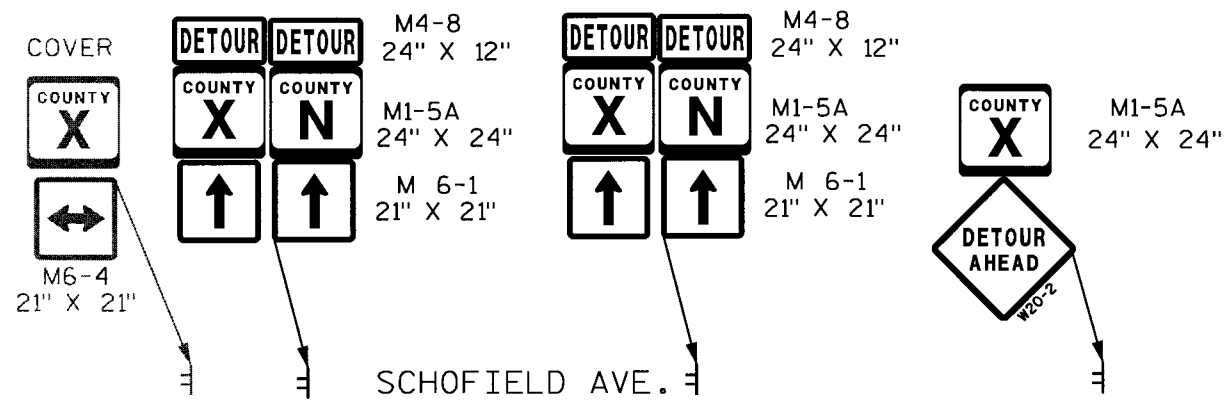 COVER
COUNTY
X
M6-4
21" X 21"
DETOUR DETOUR
COUNTY COUNTY
X N
M4-8
24" X 12"
M1-5A
24" X 24"
M 6-1
21" X 21"
DETOUR DETOUR
COUNTY COUNTY
X N
M4-8
24" X 12"
M1-5A
24" X 24"
M 6-1
21" X 21"
COUNTY
X
M1-5A
24" X 24"
DETOUR
AHEAD
W20-2
SCHOFIELD AVE.